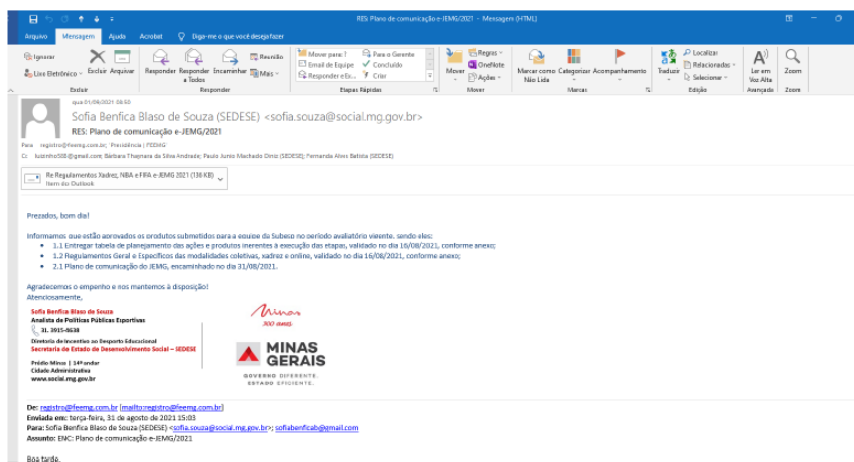 RES: Plano de comunicação e-JEMG/2021 - Mensagem (HTML)
Arquivo Mensagem Ajuda Acrobat Diga-me o que você deseja fazer
Ignorar
Lixo Eletrônico
Excluir Arquivar
Responder Responder a Todos Encaminhar
Reunião
Mais
Mover para: ?
Email de Equipe
Responder e Ex...
Para o Gerente
Concluído
Criar
Mover
Regras
OneNote
Ações
Marcar como Não Lida Categorizar Acompanhamento
Traduzir
Localizar
Relacionadas
Selecionar
Ler em Voz Alta
Zoom
Excluir Responder Etapas Rápidas Mover Marcas Edição Avançada Zoom
qua 01/09/2021 08:50
Sofia Benfica Blaso de Souza (SEDESE) <sofia.souza@social.mg.gov.br>
RES: Plano de comunicação e-JEMG/2021
Para registro@feemg.com.br; 'Presidência | FEEMG'
Cc luizinho588@gmail.com; Bárbara Thaynara da Silva Andrade; Paulo Junio Machado Diniz (SEDESE); Fernanda Alves Batista (SEDESE)
Re Regulamentos Xadrez, NBA e FIFA e-JEMG 2021 (136 KB)
Item do Outlook
Prezados, bom dia!
Informamos que estão aprovados os produtos submetidos para a equipe da Subesp no período avaliatório vigente, sendo eles:
• 1.1 Entregar tabela de planejamento das ações e produtos inerentes à execução das etapas, validado no dia 16/08/2021, conforme anexo;
• 1.2 Regulamentos Geral e Específicos das modalidades coletivas, xadrez e online, validado no dia 16/08/2021, conforme anexo;
• 2.1 Plano de comunicação do JEMG, encaminhado no dia 31/08/2021.
Agradecemos o empenho e nos mantemos à disposição!
Atenciosamente,
Sofia Benfica Blaso de Souza
Analista de Políticas Públicas Esportivas
31. 3915-8638
Diretoria de Incentivo ao Desporto Educacional
Secretaria de Estado de Desenvolvimento Social – SEDESE
Prédio Minas | 14º andar
Cidade Administrativa
www.social.mg.gov.br
Minas
300 anos
MINAS
GERAIS
GOVERNO DIFERENTE.
ESTADO EFICIENTE.
De: registro@feemg.com.br [mailto:registro@feemg.com.br]
Enviada em: terça-feira, 31 de agosto de 2021 15:03
Para: Sofia Benfica Blaso de Souza (SEDESE) <sofia.souza@social.mg.gov.br>; sofiabenficab@gmail.com
Assunto: ENC: Plano de comunicação e-JEMG/2021
Boa tarde,